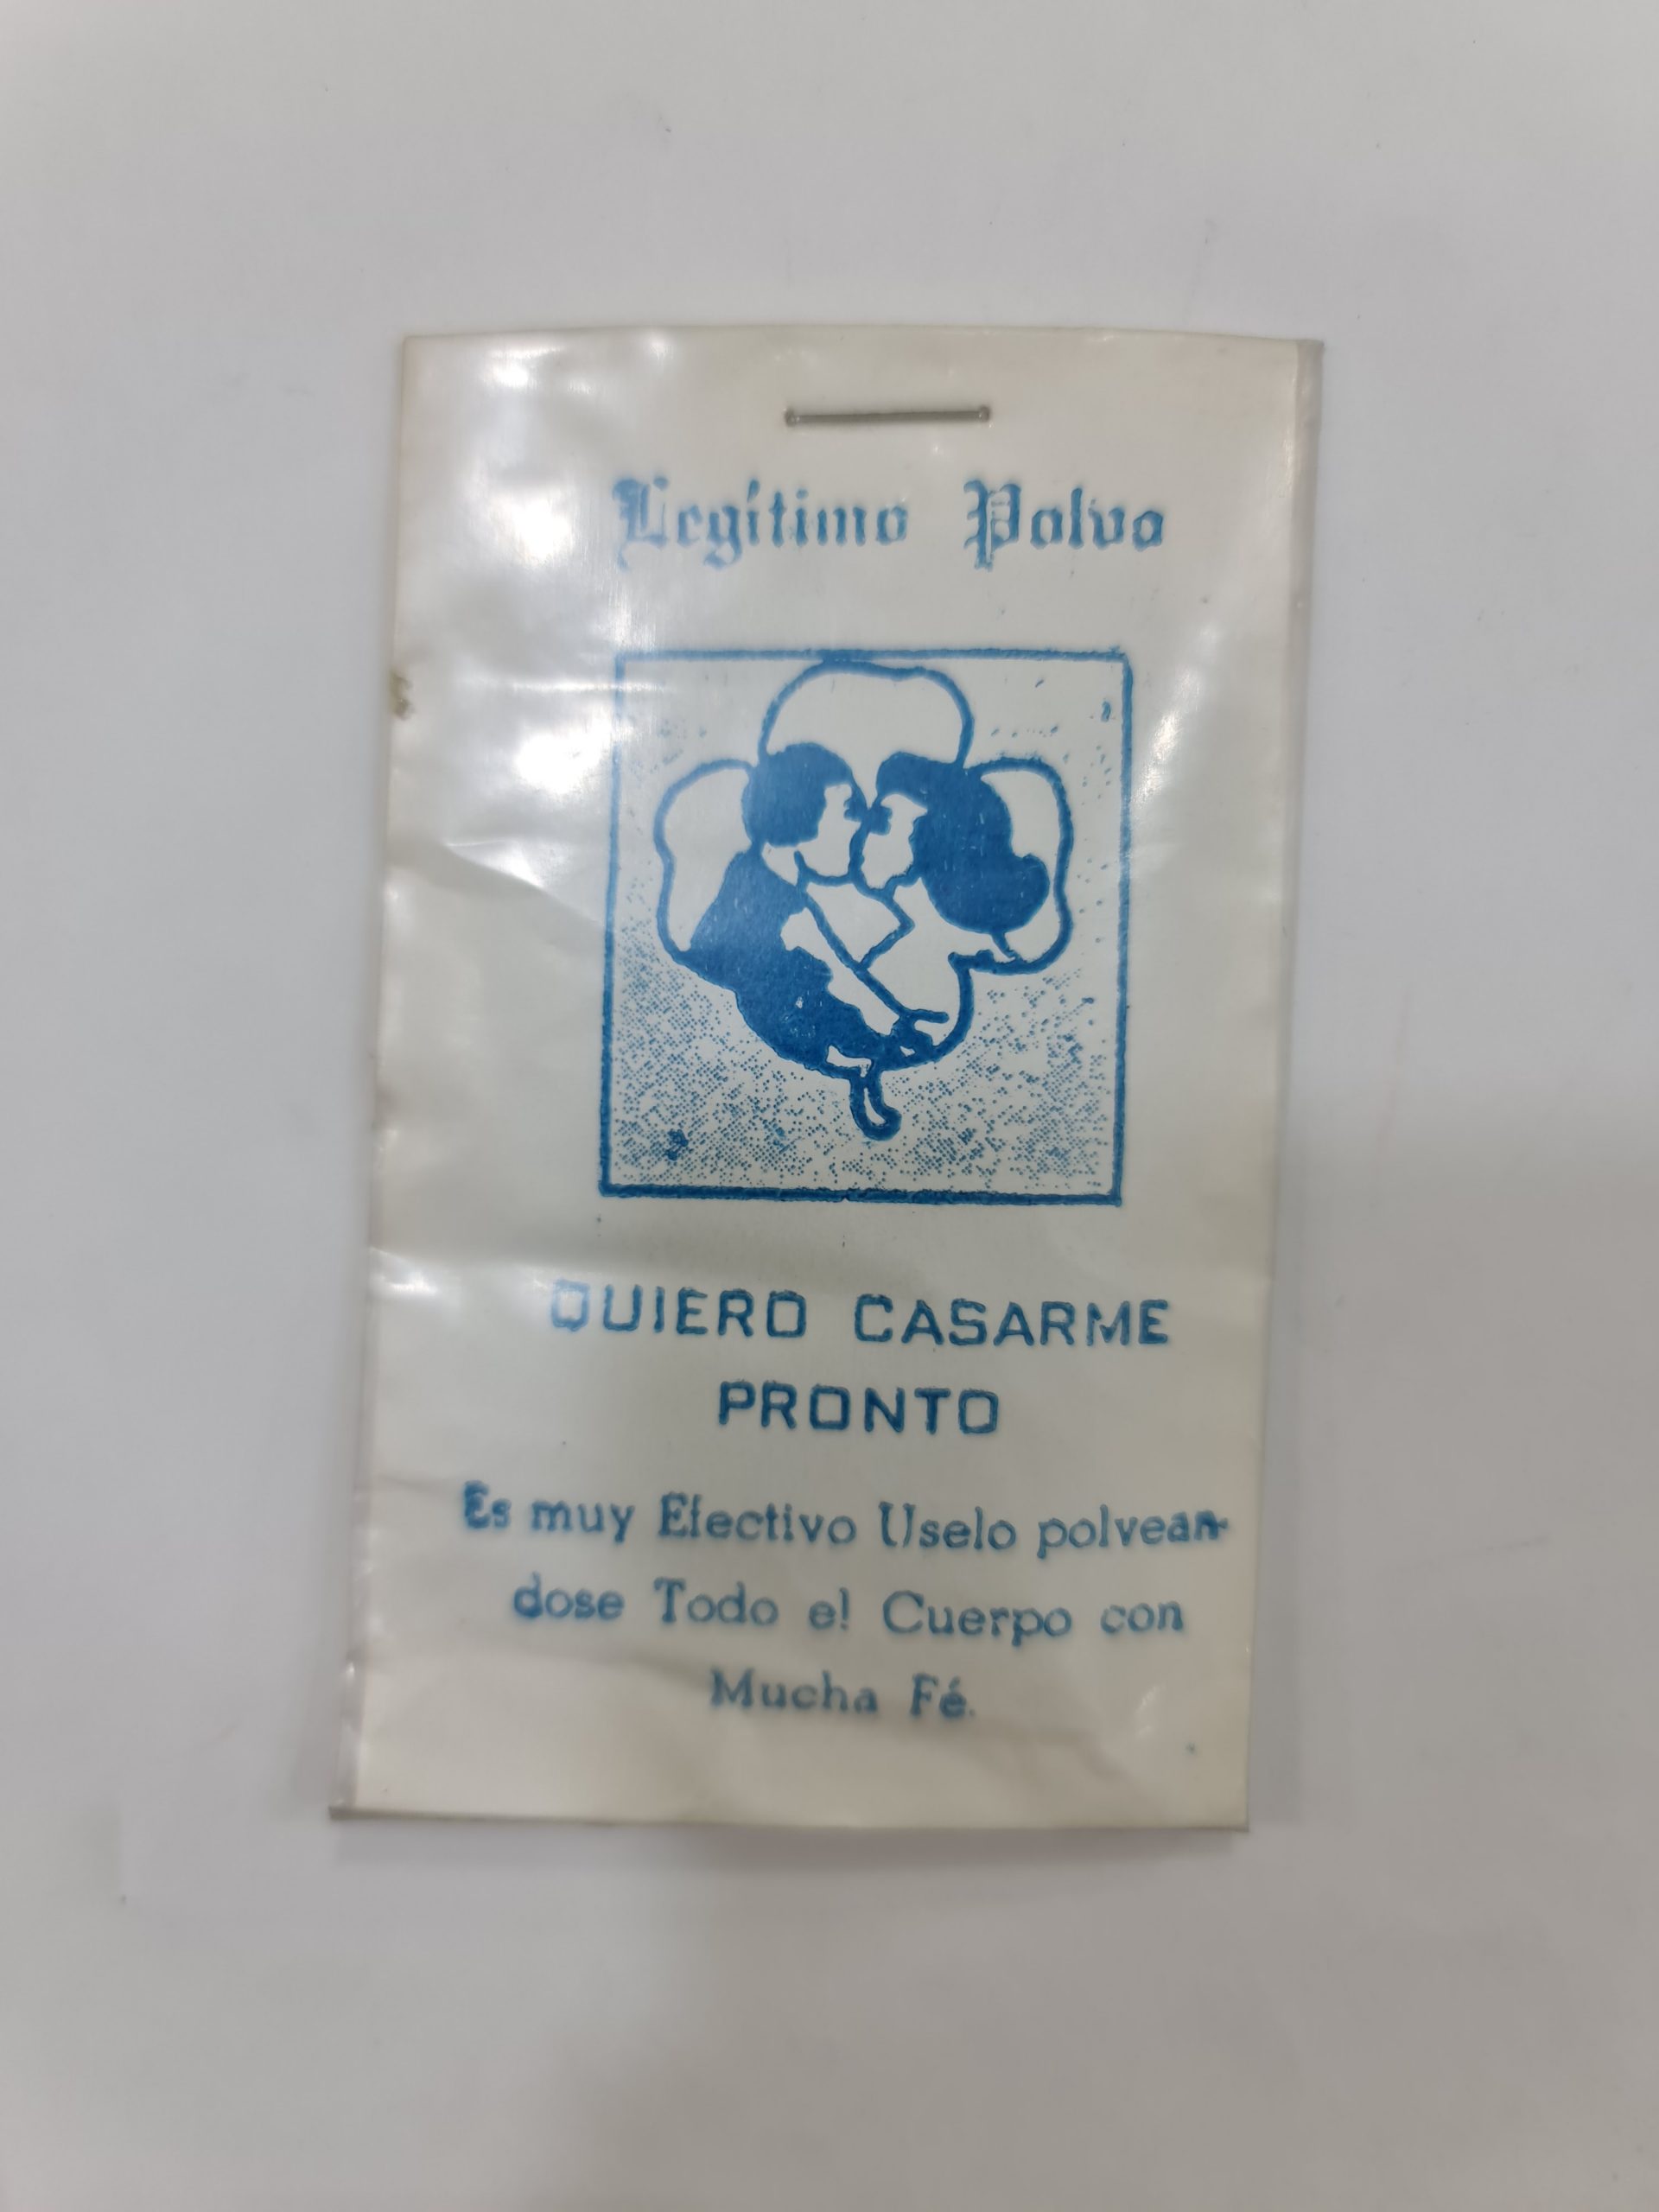 Legítimo Polvo
QUIERO CASARME
PRONTO
Es muy Efectivo Uselo polvean-
dose Todo el Cuerpo con
Mucha Fé.